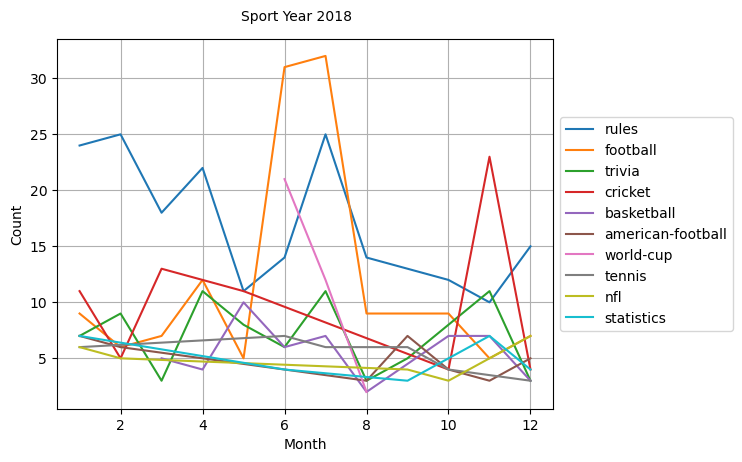 Sport Year 2018
30
25
20
15
10
5
Count
2 4 6 8 10 12
Month
rules
football
trivia
cricket
basketball
american-football
world-cup
tennis
nfl
statistics